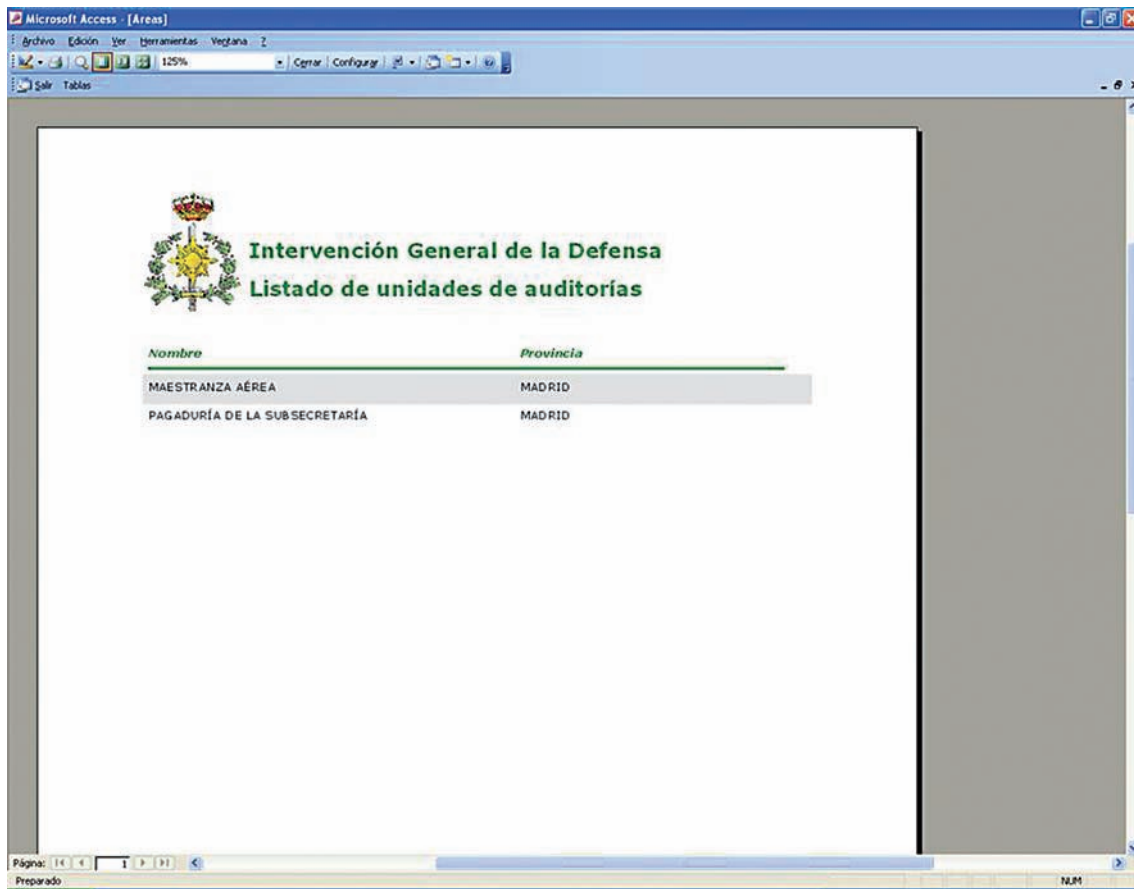 Microsoft Access - [Areas]
Archivo Edición Ver Herramientas Ventana ?
125% Cerrar Configurar
Salir Tablas
Intervención General de la Defensa
Listado de unidades de auditorías
Nombre Provincia
MAESTRANZA AÉREA MADRID
PAGADURÍA DE LA SUBSECRETARÍA MADRID
Página: 1
Preparado NUM